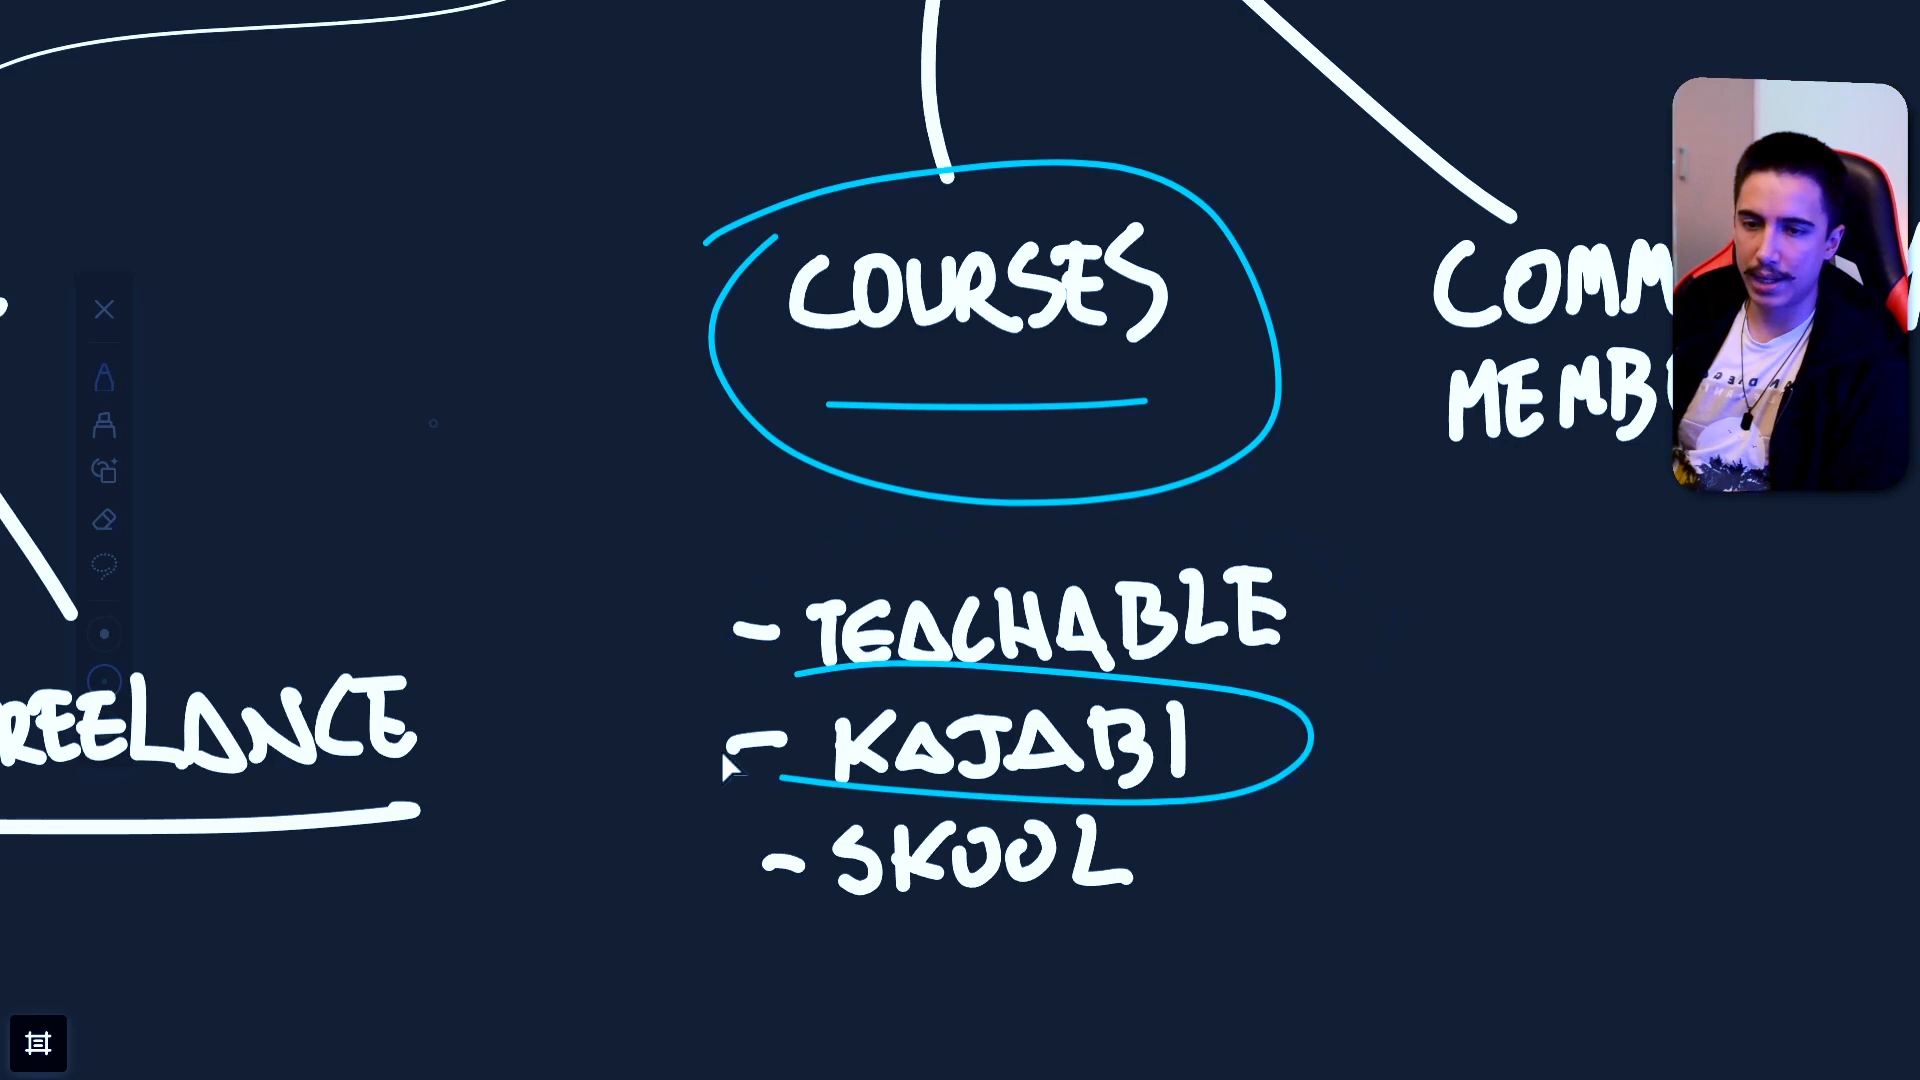 COURSES
COMM
MEMB
- TEACHABLE
REELANCE
- KAJABI
- SKOOL